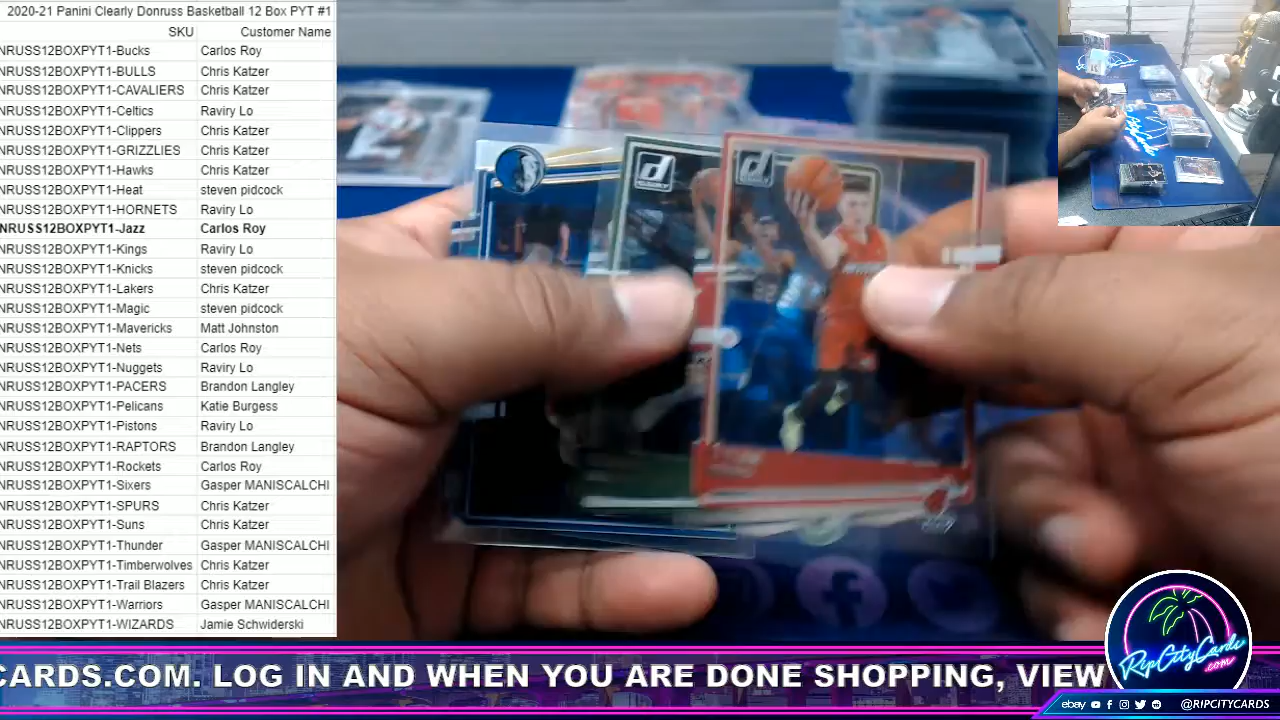 2020-21 Panini Clearly Donruss Basketball 12 Box PYT #1
SKU Customer Name
NRUSS12BOXPYT1-Bucks Carlos Roy
NRUSS12BOXPYT1-BULLS Chris Katzer
NRUSS12BOXPYT1-CAVALIERS Chris Katzer
NRUSS12BOXPYT1-Celtics Raviry Lo
NRUSS12BOXPYT1-Clippers Chris Katzer
NRUSS12BOXPYT1-GRIZZLIES Chris Katzer
NRUSS12BOXPYT1-Hawks Chris Katzer
NRUSS12BOXPYT1-Heat steven pidcock
NRUSS12BOXPYT1-HORNETS Raviry Lo
NRUSS12BOXPYT1-Jazz Carlos Roy
NRUSS12BOXPYT1-Kings Raviry Lo
NRUSS12BOXPYT1-Knicks steven pidcock
NRUSS12BOXPYT1-Lakers Chris Katzer
NRUSS12BOXPYT1-Magic steven pidcock
NRUSS12BOXPYT1-Mavericks Matt Johnston
NRUSS12BOXPYT1-Nets Carlos Roy
NRUSS12BOXPYT1-Nuggets Raviry Lo
NRUSS12BOXPYT1-PACERS Brandon Langley
NRUSS12BOXPYT1-Pelicans Katie Burgess
NRUSS12BOXPYT1-Pistons Raviry Lo
NRUSS12BOXPYT1-RAPTORS Brandon Langley
NRUSS12BOXPYT1-Rockets Carlos Roy
NRUSS12BOXPYT1-Sixers Gasper MANISCALCHI
NRUSS12BOXPYT1-SPURS Chris Katzer
NRUSS12BOXPYT1-Suns Chris Katzer
NRUSS12BOXPYT1-Thunder Gasper MANISCALCHI
NRUSS12BOXPYT1-Timberwolves Chris Katzer
NRUSS12BOXPYT1-Trail Blazers Chris Katzer
NRUSS12BOXPYT1-Warriors Gasper MANISCALCHI
NRUSS12BOXPYT1-WIZARDS Jamie Schwiderski
CARDS.COM. LOG IN AND WHEN YOU ARE DONE SHOPPING, VIEW
RipCityCards
.com
ebay @RIPCITYCARDS